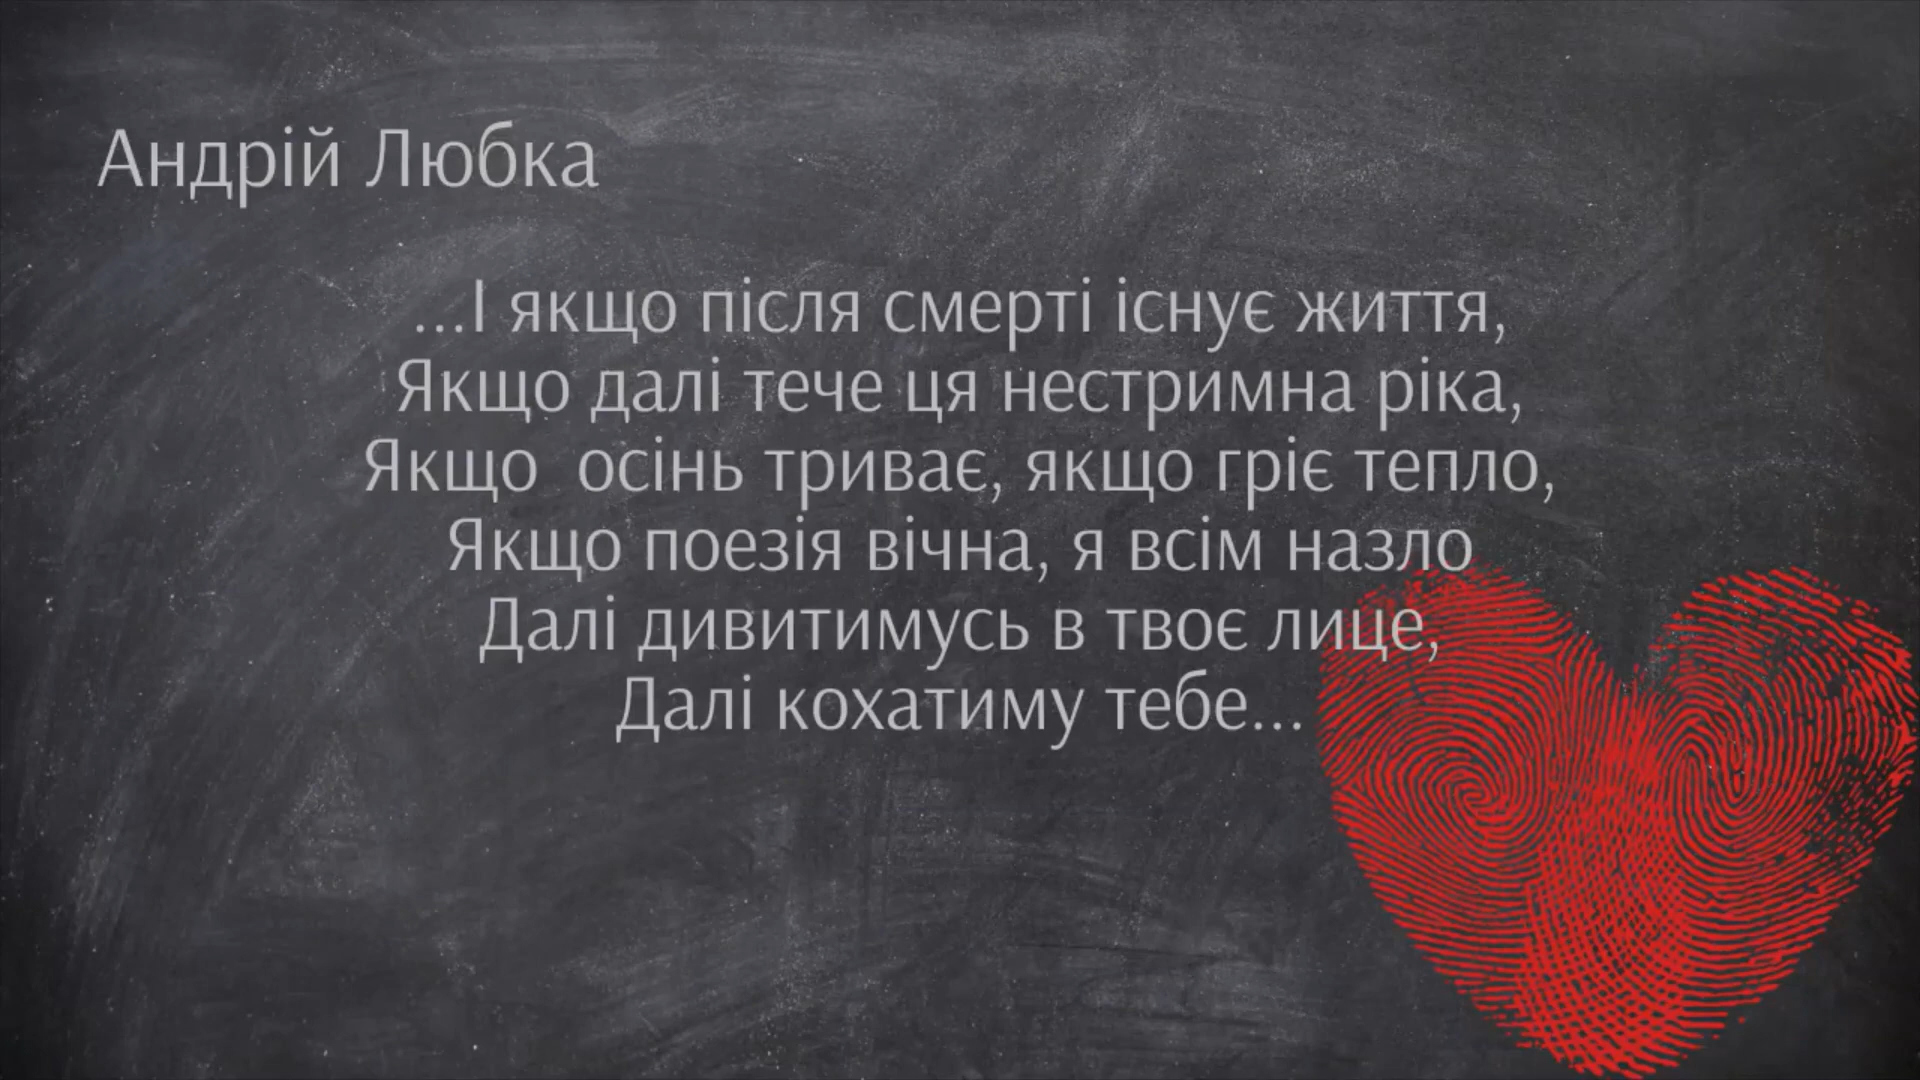 Андрій Любка
...І якщо після смерті існує життя,
Якщо далі тече ця нестримна ріка,
Якщо  осінь триває, якщо гріє тепло,
Якщо поезія вічна, я всім назло
Далі дивитимусь в твоє лице,
Далі кохатиму тебе...